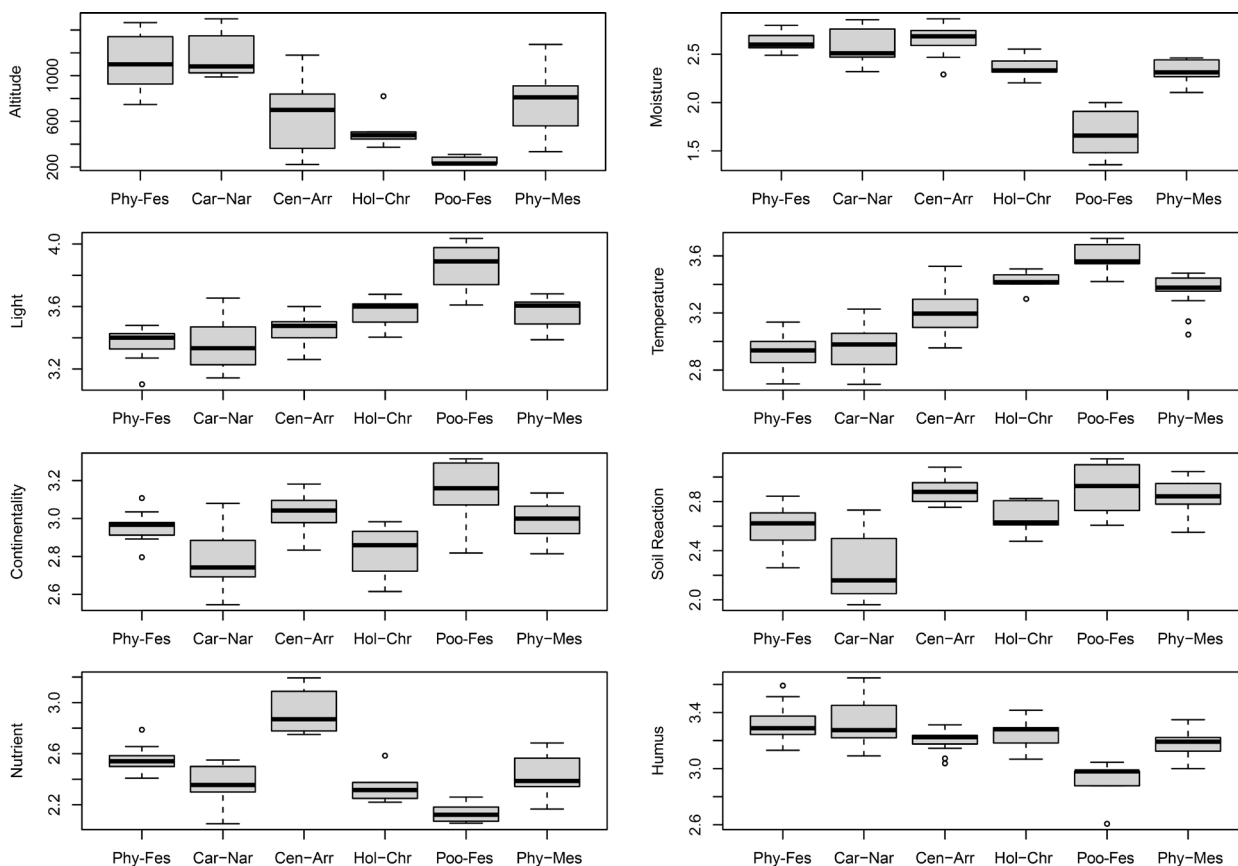 Altitude
200 600 1000
Phy-Fes Car−Nar Cen−Arr Hol−Chr Poo-Fes Phy−Mes
Moisture
1.5 2.0 2.5
Phy-Fes Car−Nar Cen−Arr Hol−Chr Poo-Fes Phy−Mes
Light
3.2 3.6 4.0
Phy-Fes Car−Nar Cen−Arr Hol−Chr Poo-Fes Phy−Mes
Temperature
2.8 3.2 3.6
Phy-Fes Car−Nar Cen−Arr Hol−Chr Poo-Fes Phy−Mes
Continentality
2.6 2.8 3.0 3.2
Phy-Fes Car−Nar Cen−Arr Hol−Chr Poo-Fes Phy−Mes
Soil Reaction
2.0 2.4 2.8
Phy-Fes Car−Nar Cen−Arr Hol−Chr Poo-Fes Phy−Mes
Nutrient
2.2 2.6 3.0
Phy-Fes Car−Nar Cen−Arr Hol−Chr Poo-Fes Phy−Mes
Humus
2.6 3.0 3.4
Phy-Fes Car−Nar Cen−Arr Hol−Chr Poo-Fes Phy−Mes